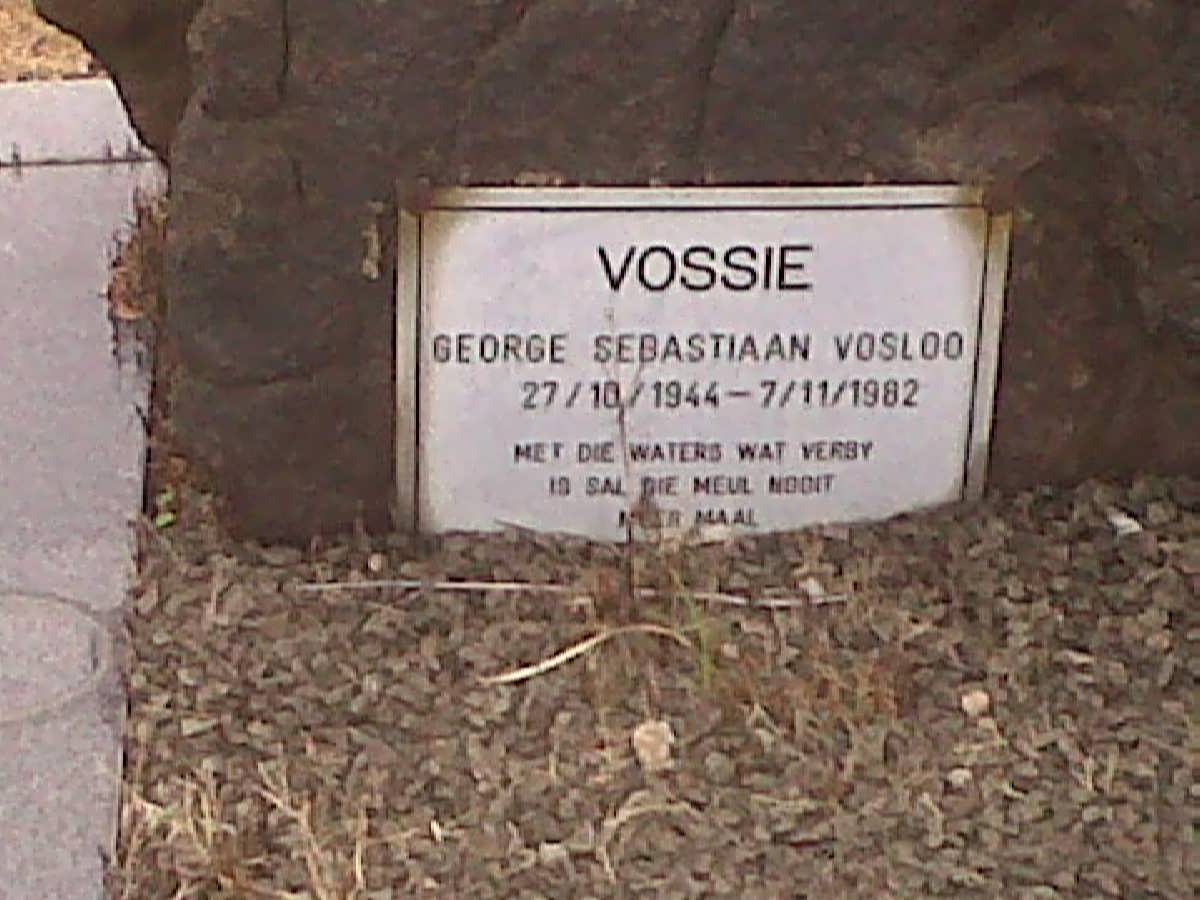 VOSSIE
GEORGE SEBASTIAAN VOSLOO
27/10/1944 – 7/11/1982
MET DIE WATERS WAT VERBY
IS SAL DIE MEUL NOOIT
MEER MAAL